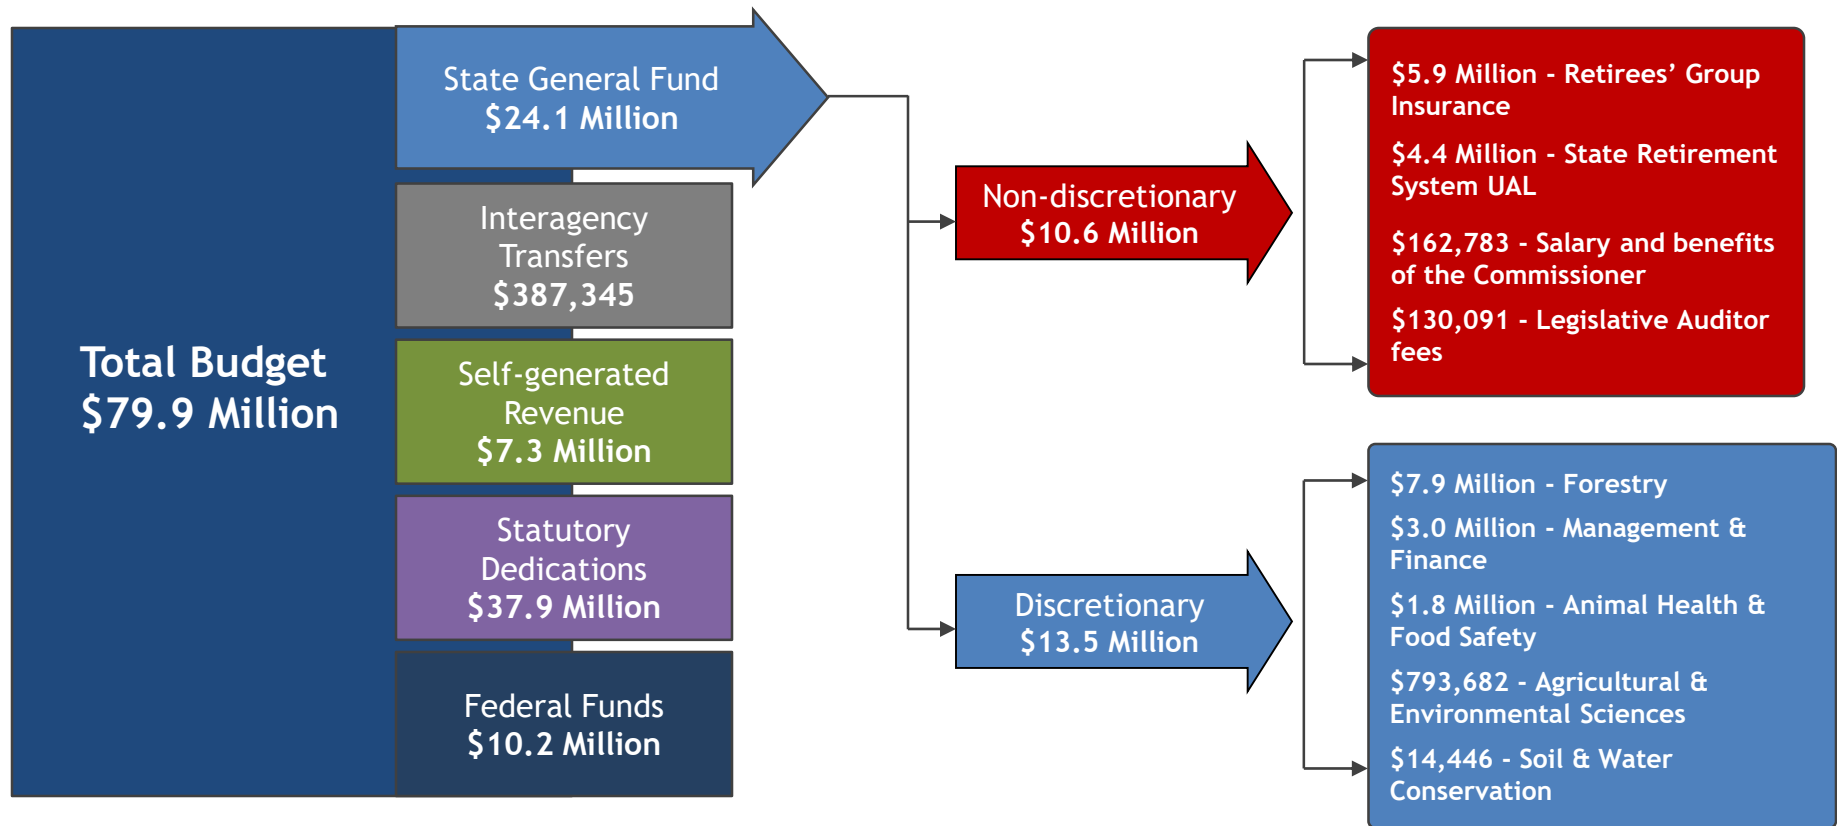 Total Budget
$79.9 Million
State General Fund
$24.1 Million
Interagency
Transfers
$387,345
Self-generated
Revenue
$7.3 Million
Statutory
Dedications
$37.9 Million
Federal Funds
$10.2 Million
Non-discretionary
$10.6 Million
Discretionary
$13.5 Million
$5.9 Million - Retirees’ Group
Insurance
$4.4 Million - State Retirement
System UAL
$162,783 - Salary and benefits
of the Commissioner
$130,091 - Legislative Auditor
fees
$7.9 Million - Forestry
$3.0 Million - Management &
Finance
$1.8 Million - Animal Health &
Food Safety
$793,682 - Agricultural &
Environmental Sciences
$14,446 - Soil & Water
Conservation